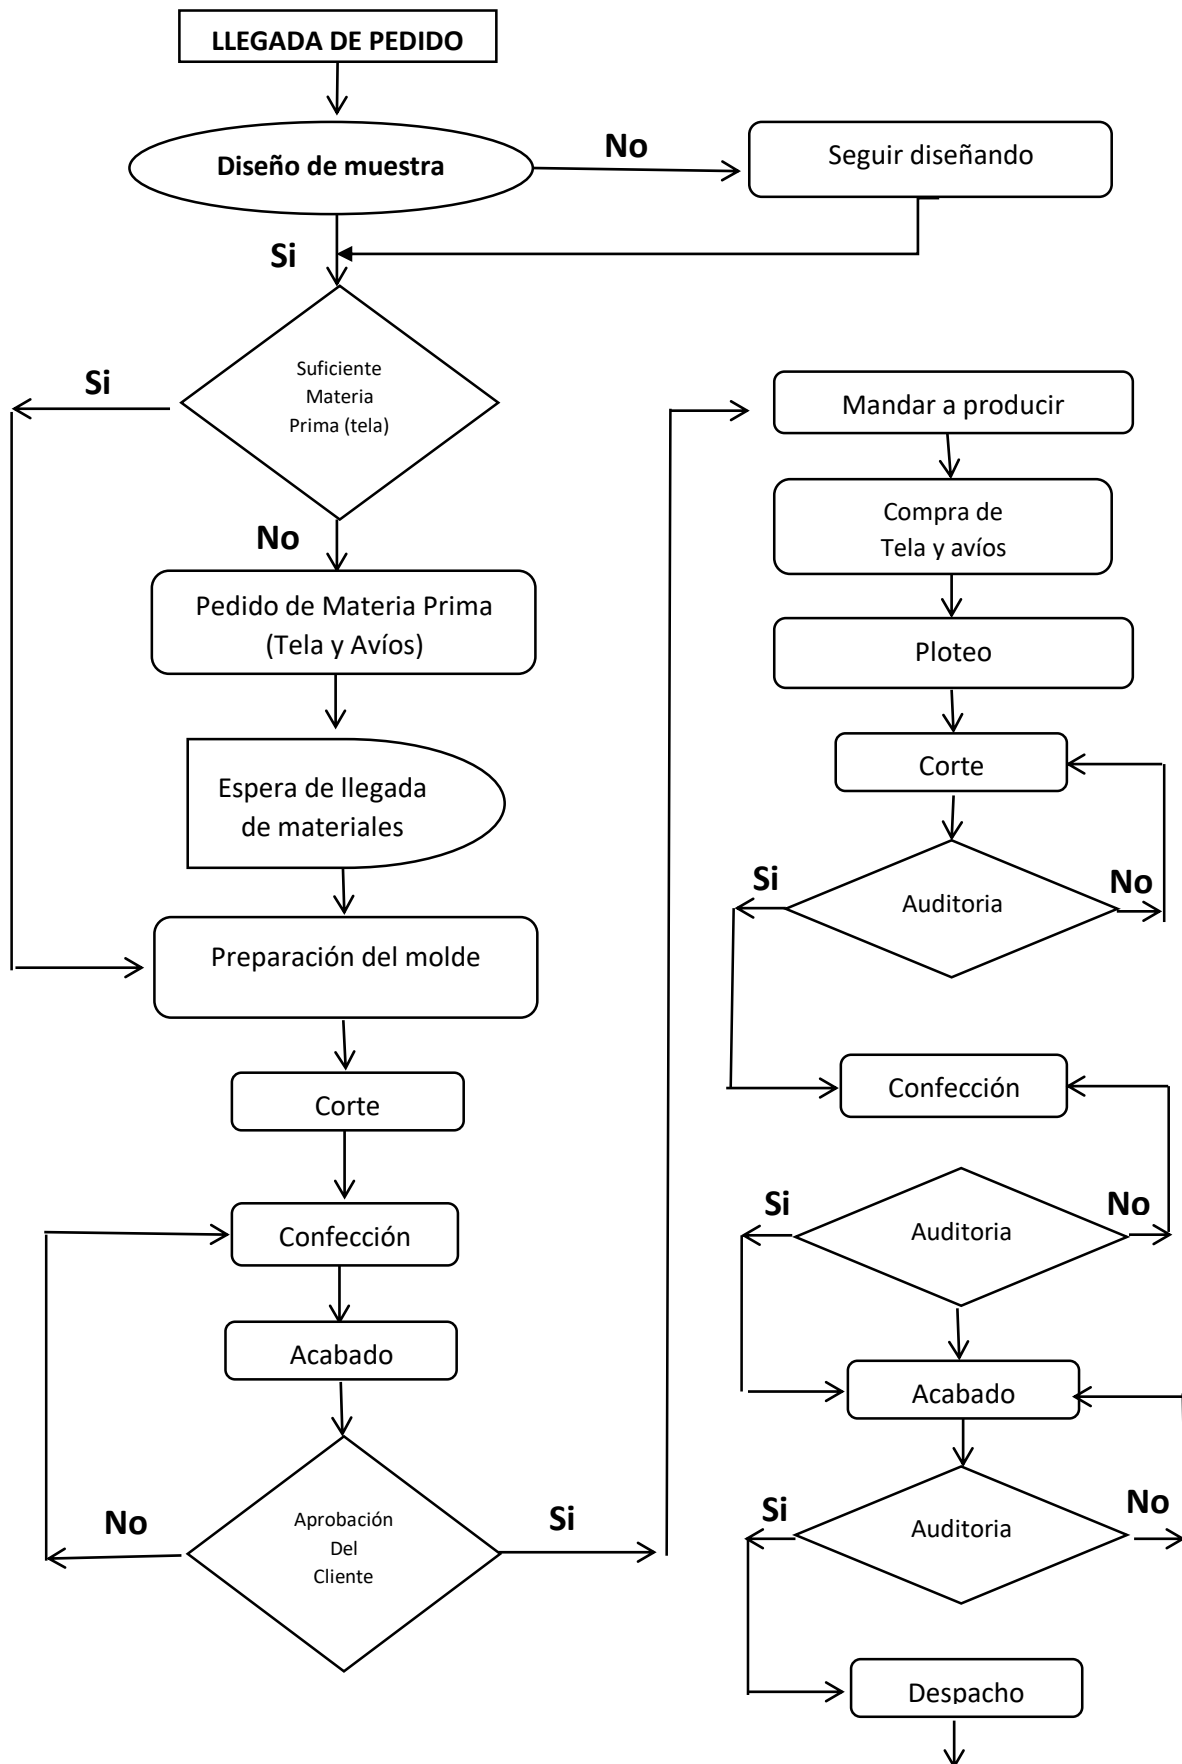 LLEGADA DE PEDIDO
Diseño de muestra
No
Seguir diseñando
Si
Suficiente
Materia
Prima (tela)
Si
No
Pedido de Materia Prima
(Tela y Avíos)
Espera de llegada
de materiales
Preparación del molde
Corte
Confección
Acabado
Aprobación
Del
Cliente
No
Si
Mandar a producir
Compra de
Tela y avíos
Ploteo
Corte
Si
Auditoria
No
Confección
Si
Auditoria
No
Acabado
Si
Auditoria
No
Despacho